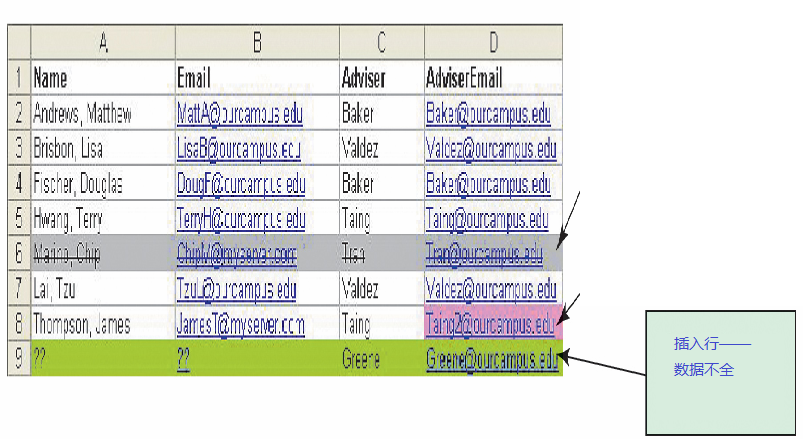 A B C D
1 Name Email Adviser AdviserEmail
2 Andrews, Matthew MattA@ourcampus.edu Baker Baker@ourcampus.edu
3 Brisbon, Lisa LisaB@ourcampus.edu Valdez Valdez@ourcampus.edu
4 Fischer, Douglas DougF@ourcampus.edu Baker Baker@ourcampus.edu
5 Hwang, Terry TerryH@ourcampus.edu Taing Taing@ourcampus.edu
6 Marino, Chip ChipM@myserver.com Tran Tran@ourcampus.edu
7 Lai, Tzu TzuL@ourcampus.edu Valdez Valdez@ourcampus.edu
8 Thompson, James JamesT@myserver.com Taing Taing2@ourcampus.edu
9 ?? ?? Greene Greene@ourcampus.edu
插入行——
数据不全